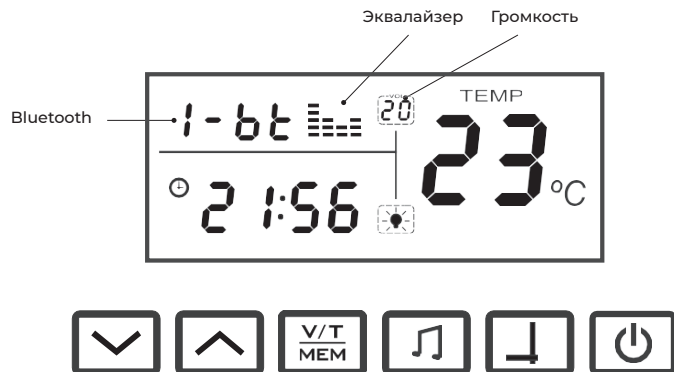 Эквалайзер Громкость
Bluetooth
1-bt
VOL
20
TEMP
23 °C
21:56
V/T
MEM